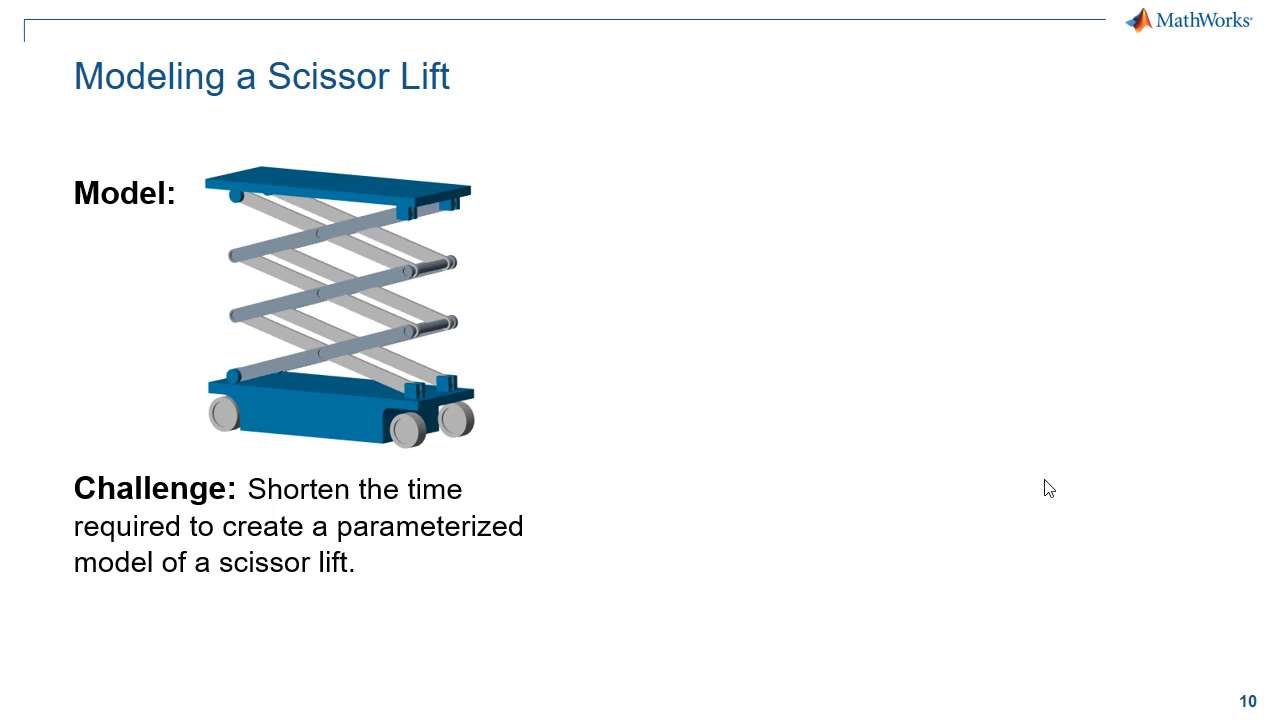 MathWorks®
Modeling a Scissor Lift
Model:
Challenge: Shorten the time
required to create a parameterized
model of a scissor lift.
10